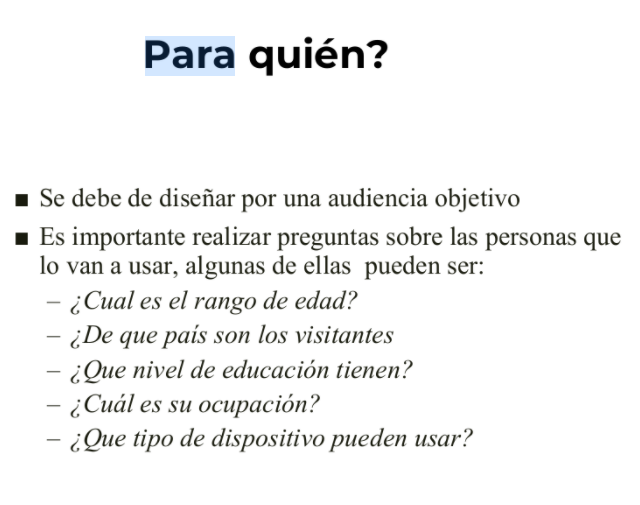 Para quién?
■ Se debe de diseñar por una audiencia objetivo
■ Es importante realizar preguntas sobre las personas que
lo van a usar, algunas de ellas pueden ser:
– ¿Cual es el rango de edad?
– ¿De que país son los visitantes
– ¿Que nivel de educación tienen?
– ¿Cuál es su ocupación?
– ¿Que tipo de dispositivo pueden usar?